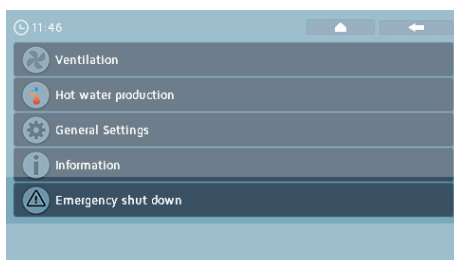 11:46
Ventilation
Hot water production
General Settings
Information
Emergency shut down